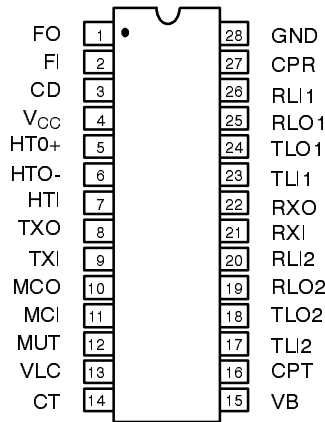 FO 1 28 GND
FI 2 27 CPR
CD 3 26 RLI1
VCC 4 25 RLO1
HT0+ 5 24 TLO1
HTO- 6 23 TLI1
HTI 7 22 RXO
TXO 8 21 RXI
TXI 9 20 RLI2
MCO 10 19 RLO2
MCI 11 18 TLO2
MUT 12 17 TLI2
VLC 13 16 CPT
CT 14 15 VB